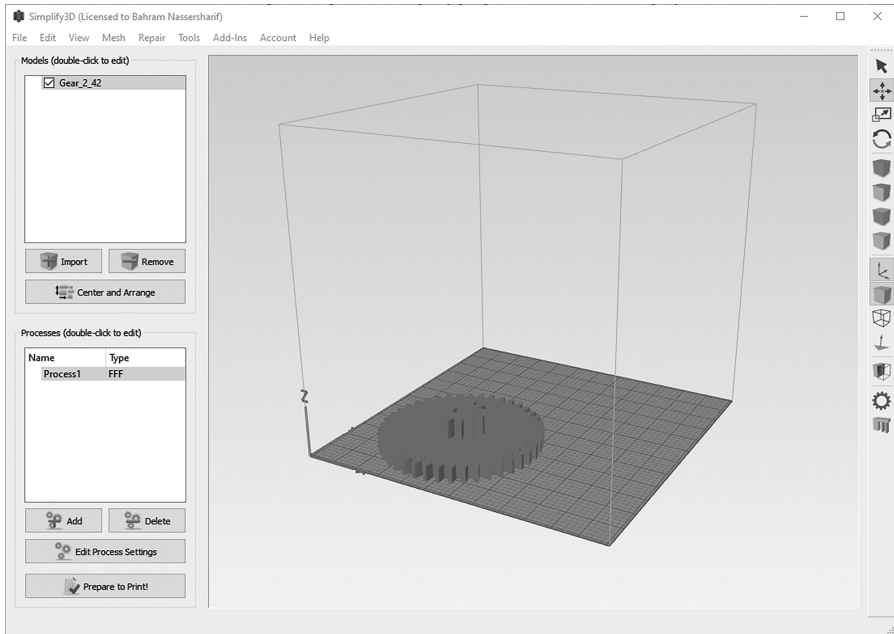 Simplify3D (Licensed to Bahram Nassersharif)
File Edit View Mesh Repair Tools Add-Ins Account Help
Models (double-click to edit)
Gear_2_42
Import Remove
Center and Arrange
Processes (double-click to edit)
Name Type
Process1 FFF
Add Delete
Edit Process Settings
Prepare to Print!
Z